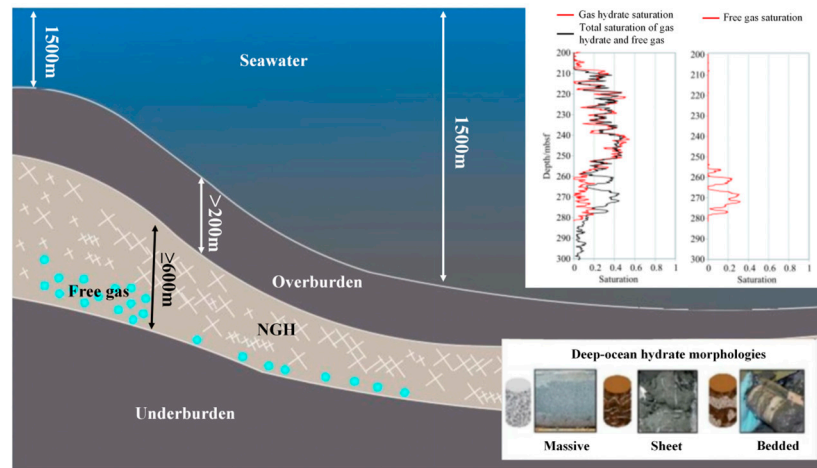 1500m
Seawater
1500m
>200m
Overburden
≥600m
Free gas
NGH
Underburden
Gas hydrate saturation
Total saturation of gas
hydrate and free gas
Free gas saturation
200
210
220
230
240
250
260
270
280
290
300
Depth/mbsf
0 0.2 0.4 0.6 0.8 1
Saturation
200
210
220
230
240
250
260
270
280
290
300
0 0.2 0.4 0.6 0.8 1
Saturation
Deep-ocean hydrate morphologies
Massive Sheet Bedded